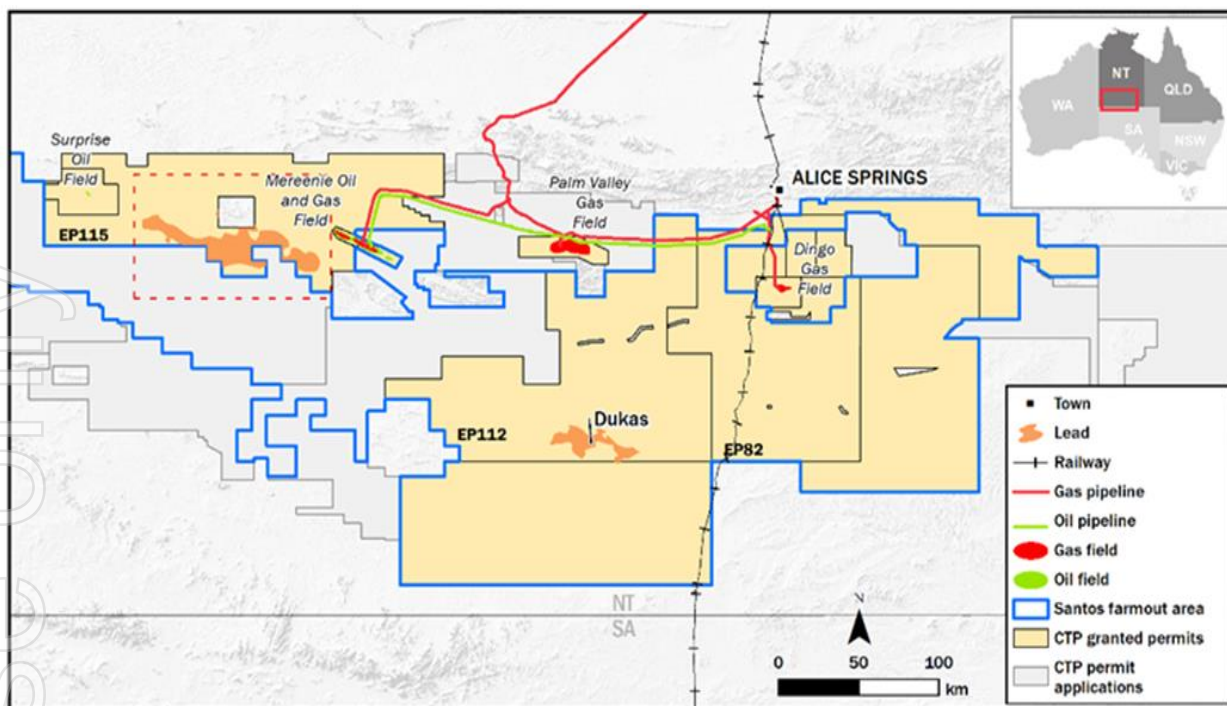 Surprise
Oil
Field
Mereenie Oil
and Gas
Field
Palm Valley
Gas
Field
ALICE SPRINGS
Dingo
Gas
Field
EP115
EP112
Dukas
EP82
NT
SA
WA
NT
QLD
SA
NSW
VIC
Town
Lead
Railway
Gas pipeline
Oil pipeline
Gas field
Oil field
Santos farmout area
CTP granted permits
CTP permit
applications
0 50 100
km